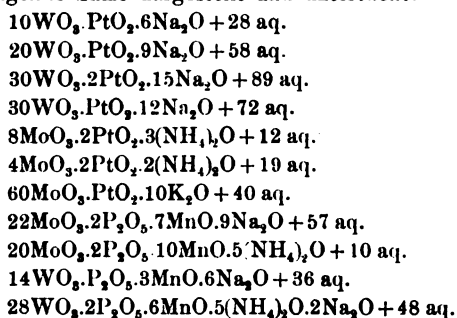 10WO₃.PtO₂.6Na₂O + 28 aq.
20WO₃.PtO₂.9Na₂O + 58 aq.
30WO₃.2PtO₂.15Na₂O + 89 aq.
30WO₃.PtO₂.12Na₂O + 72 aq.
8MoO₃.2PtO₂.3(NH₄)₂O + 12 aq.
4MoO₃.2PtO₂.2(NH₄)₂O + 19 aq.
60MoO₃.PtO₂.10K₂O + 40 aq.
22MoO₃.2P₂O₅.7MnO.9Na₂O + 57 aq.
20MoO₃.2P₂O₅.10MnO.5(NH₄)₂O + 10 aq.
14WO₃.P₂O₅.3MnO.6Na₂O + 36 aq.
28WO₃.2P₂O₅.6MnO.5(NH₄)₂O.2Na₂O + 48 aq.